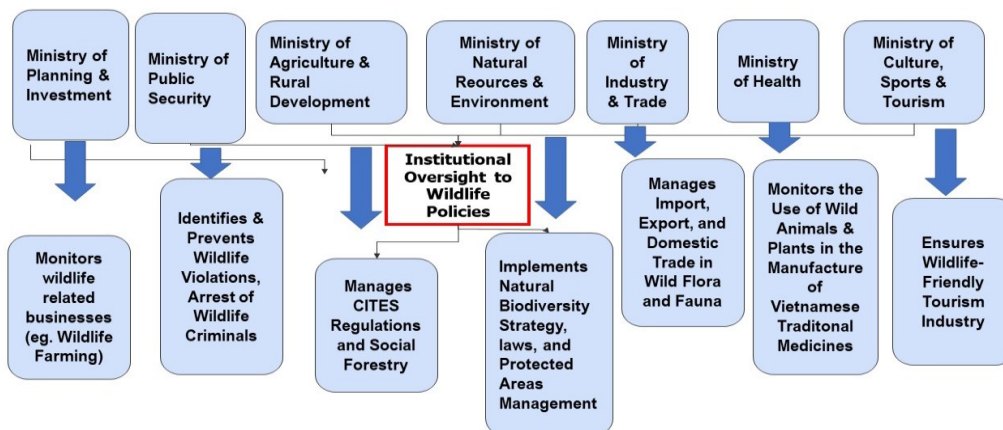 Ministry of
Planning &
Investment
Ministry of
Public
Security
Ministry of
Agriculture &
Rural
Development
Ministry of
Natural
Reources &
Environment
Ministry
of
Industry
& Trade
Ministry
of Health
Ministry of
Culture,
Sports &
Tourism
Institutional
Oversight to
Wildlife
Policies
Monitors
wildlife
related
businesses
(eg. Wildlife
Farming)
Identifies &
Prevents
Wildlife
Violations,
Arrest of
Wildlife
Criminals
Manages
CITES
Regulations
and Social
Forestry
Implements
Natural
Biodiversity
Strategy,
laws, and
Protected
Areas
Management
Manages
Import,
Export, and
Domestic
Trade in
Wild Flora
and Fauna
Monitors the
Use of Wild
Animals &
Plants in the
Manufacture
of
Vietnamese
Traditonal
Medicines
Ensures
Wildlife-
Friendly
Tourism
Industry